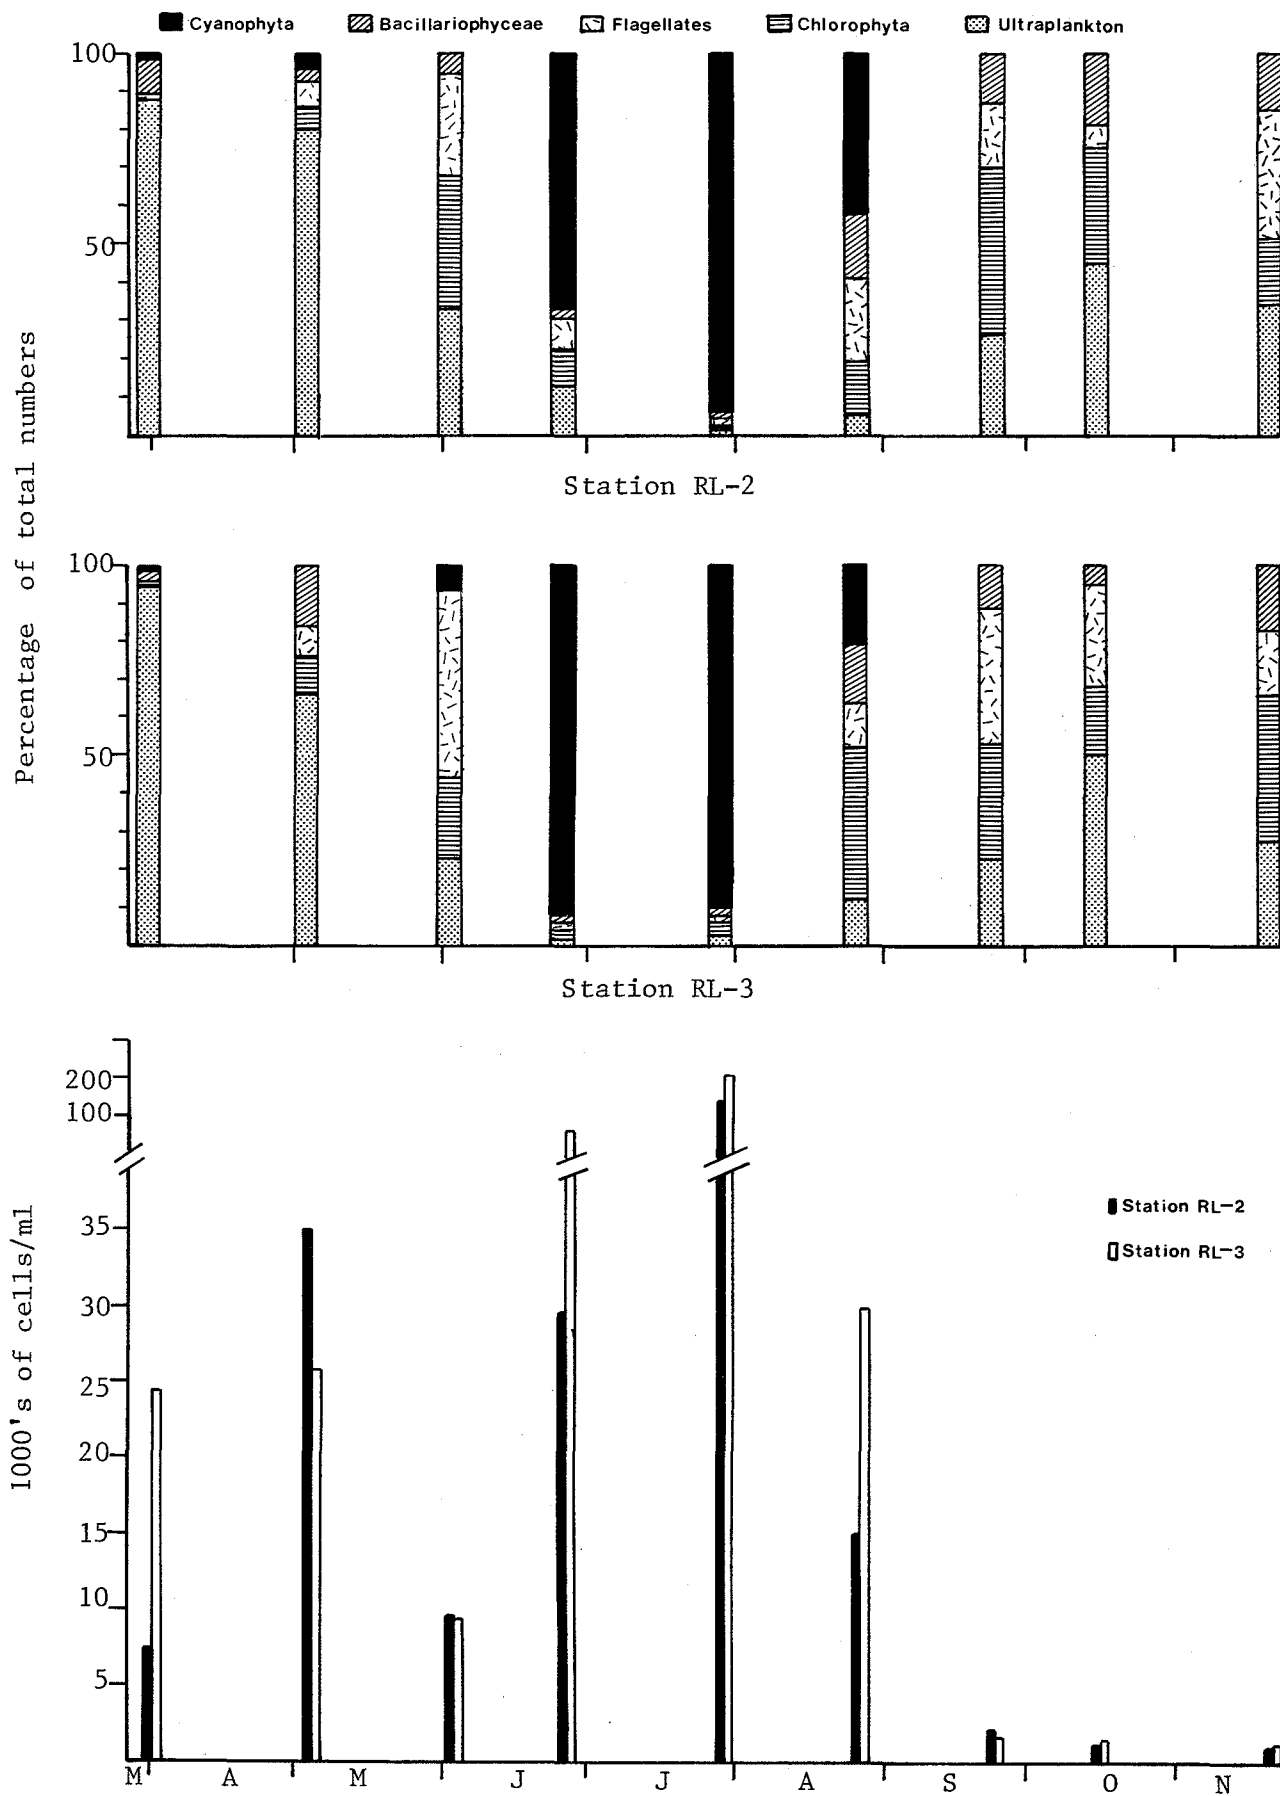 Cyanophyta Bacillariophyceae Flagellates Chlorophyta Ultraplankton
100
50
Station RL-2
Percentage of total numbers
100
50
Station RL-3
200
100
35
30
25
20
15
10
5
1000's of cells/ml
Station RL-2
Station RL-3
M A M J J A S O N